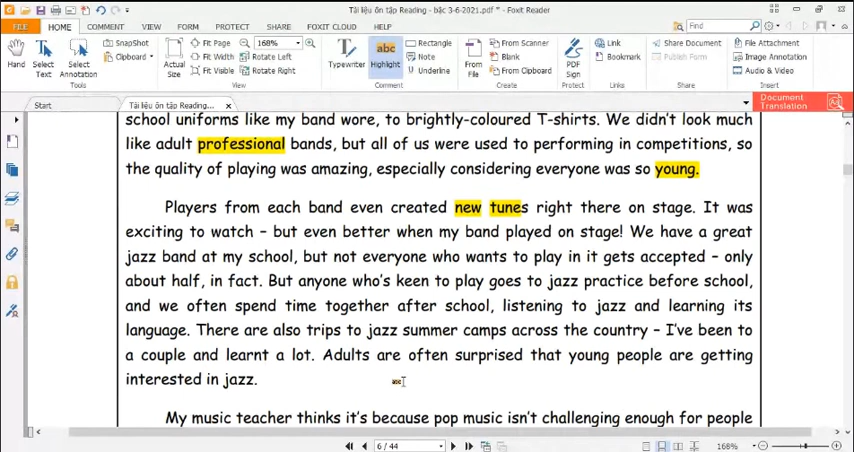 Tài liệu ôn tập Reading - bậc 3-6-2021.pdf * - Foxit Reader
FILE HOME COMMENT VIEW FORM PROTECT SHARE FOXIT CLOUD HELP
Find
Hand
Select Text
Select Annotation
SnapShot
Clipboard
Tools
Actual Size
Fit Page
Fit Width
Fit Visible
168%
Rotate Left
Rotate Right
View
Typewriter
abc
Highlight
Rectangle
Note
Underline
Comment
From File
From Scanner
Blank
From Clipboard
Create
PDF Sign
Protect
Link
Bookmark
Links
Share Document
Publish Form
Share
File Attachment
Image Annotation
Audio & Video
Insert
Start
Tài liệu ôn tập Reading...
Document Translation
school uniforms like my band wore, to brightly-coloured T-shirts. We didn't look much
like adult professional bands, but all of us were used to performing in competitions, so
the quality of playing was amazing, especially considering everyone was so young.
Players from each band even created new tunes right there on stage. It was
exciting to watch – but even better when my band played on stage! We have a great
jazz band at my school, but not everyone who wants to play in it gets accepted – only
about half, in fact. But anyone who's keen to play goes to jazz practice before school,
and we often spend time together after school, listening to jazz and learning its
language. There are also trips to jazz summer camps across the country – I've been to
a couple and learnt a lot. Adults are often surprised that young people are getting
interested in jazz.
My music teacher thinks it's because pop music isn't challenging enough for people
6 / 44
168%